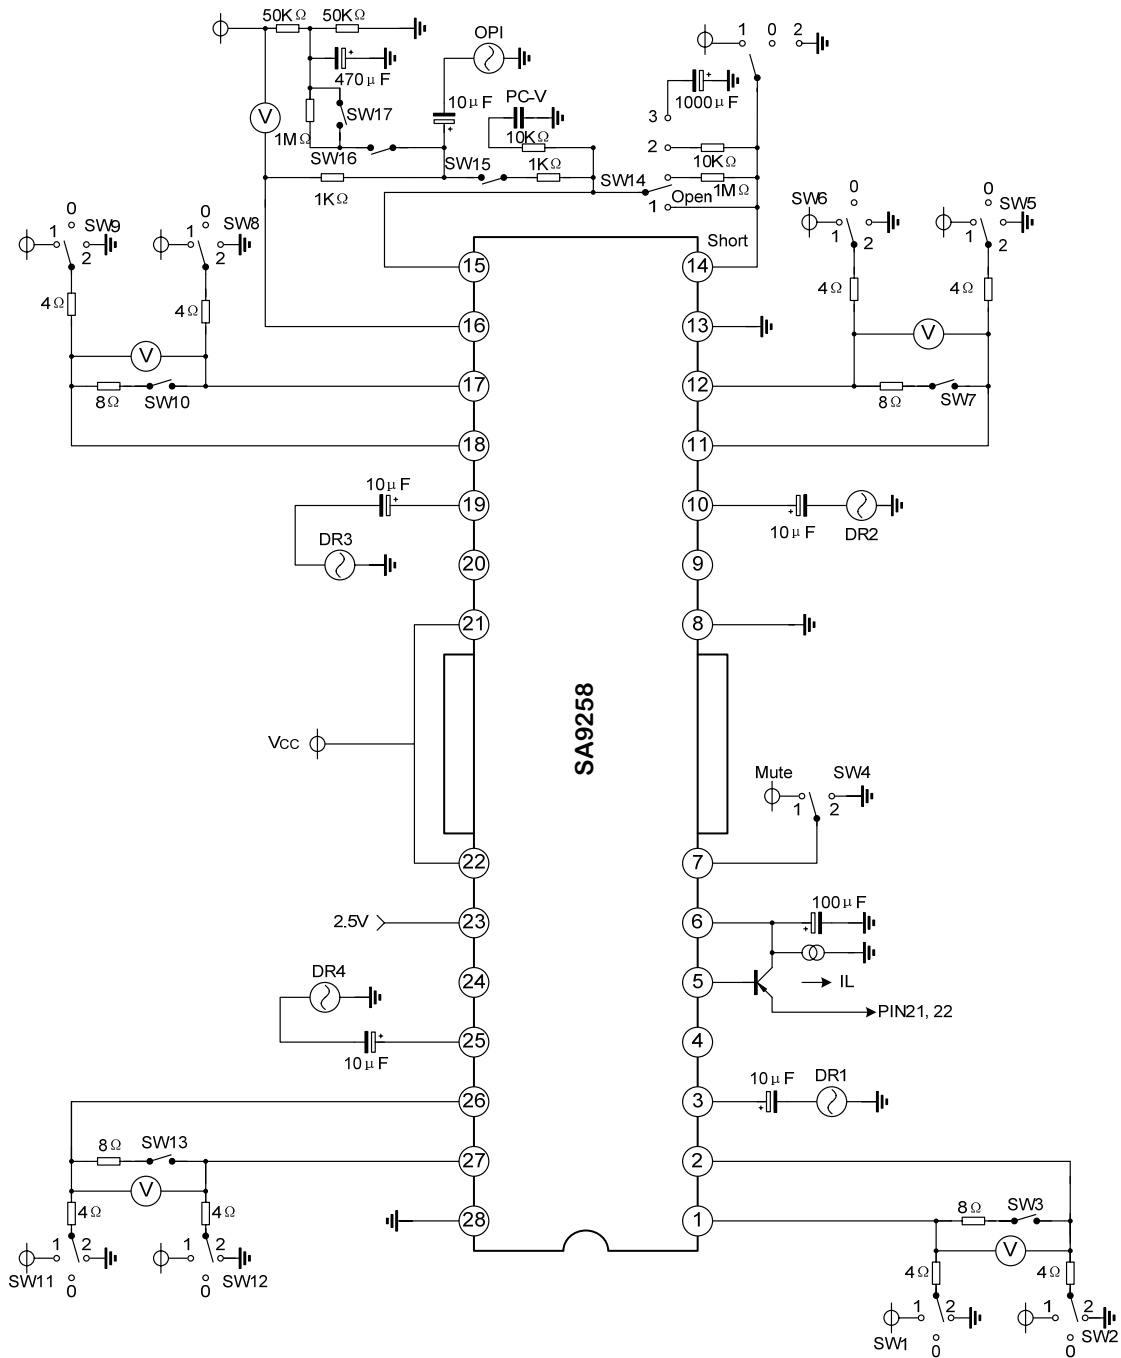 50KΩ 50KΩ
OPI
1 0 2
470μF
10μF
PC-V
1000μF
V
SW17
3
1MΩ
10KΩ
2
SW16
SW15
1KΩ
10KΩ
1KΩ
SW14
1MΩ
Open
1
Short
0
SW9
1
2
0
SW8
1
2
0
SW6
1
2
0
SW5
1
2
15
14
4Ω
4Ω
4Ω
4Ω
16
13
V
V
8Ω
SW10
17
12
8Ω
SW7
18
11
10μF
19
10
10μF
DR2
DR3
20
9
21
8
SA9258
Vcc
Mute
SW4
1
2
22
7
2.5V
23
6
100μF
DR4
24
5
IL
PIN21, 22
10μF
25
4
10μF
DR1
26
3
8Ω
SW13
27
2
V
4Ω
4Ω
28
1
8Ω
SW3
V
1
2
SW11
0
1
2
SW12
0
4Ω
4Ω
1
2
SW1
0
1
2
SW2
0